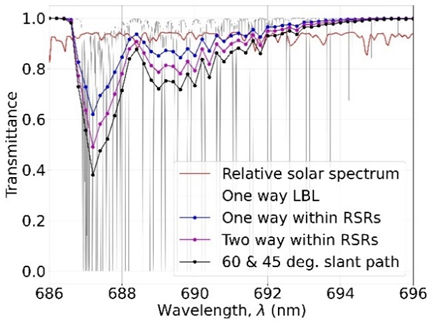 1.0
0.8
0.6
0.4
0.2
0.0
Transmittance
Relative solar spectrum
One way LBL
One way within RSRs
Two way within RSRs
60 & 45 deg. slant path
686 688 690 692 694 696
Wavelength, λ (nm)